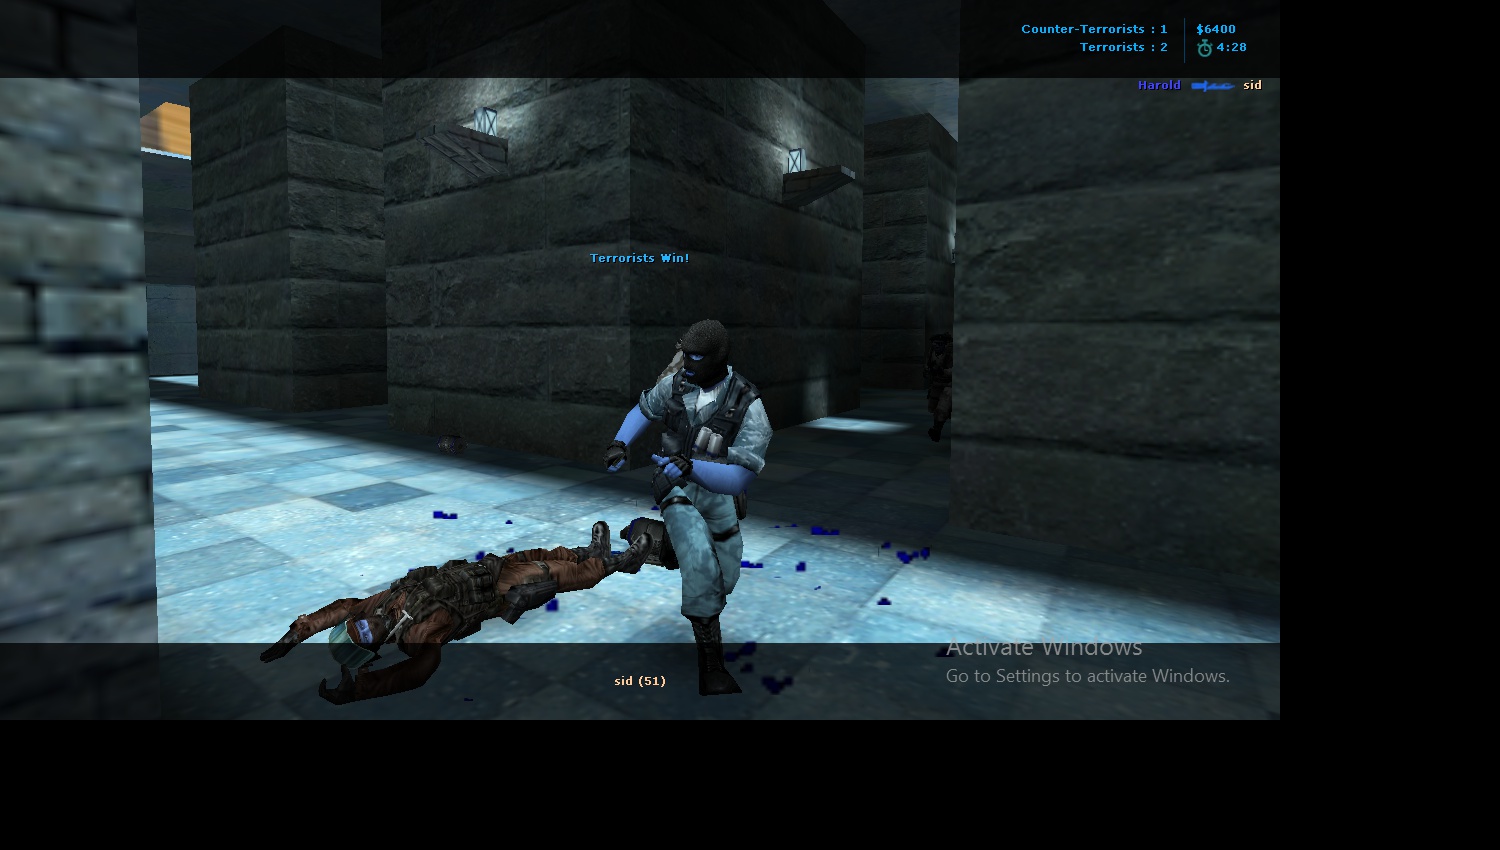 Counter-Terrorists : 1
$6400
Terrorists : 2
4:28
Harold sid
Terrorists Win!
Activate Windows
Go to Settings to activate Windows.
sid (51)